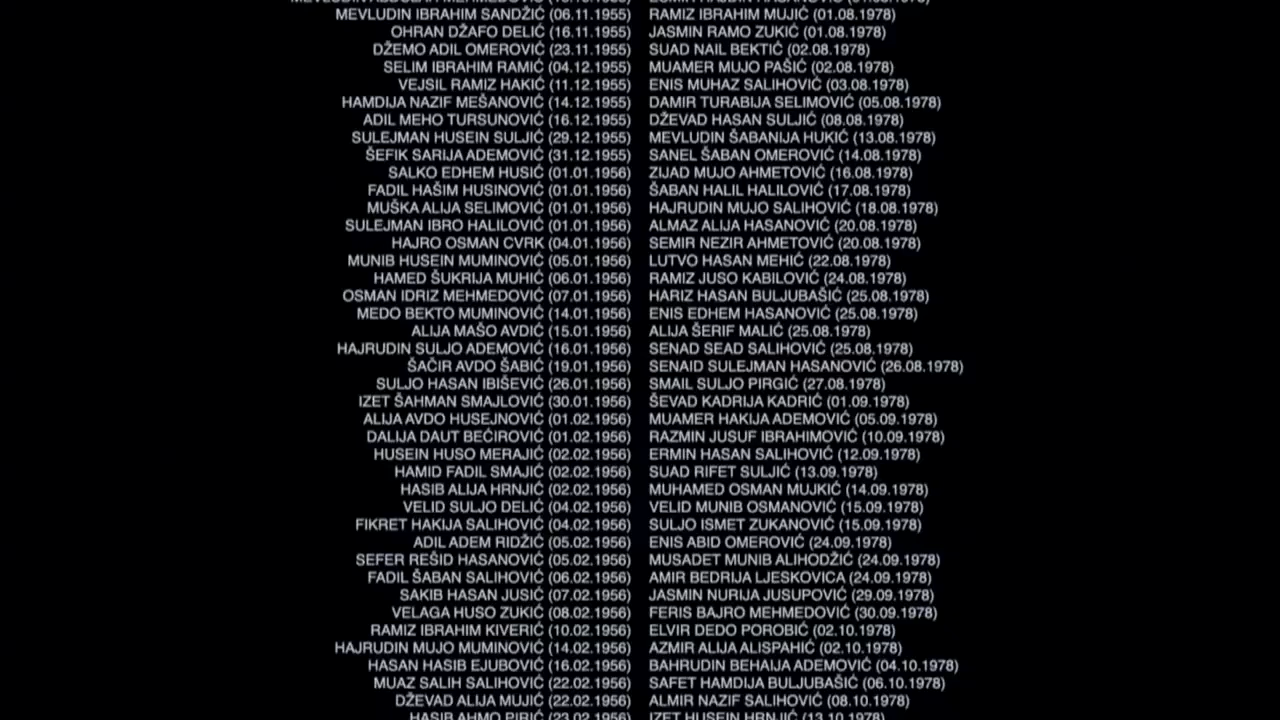 MEVLUDIN IBRAHIM SANDŽIĆ (06.11.1955)
OHRAN DŽAFO DELIĆ (16.11.1955)
DŽEMO ADIL OMEROVIĆ (23.11.1955)
SELIM IBRAHIM RAMIĆ (04.12.1955)
VEJSIL RAMIZ HAKIĆ (11.12.1955)
HAMDIJA NAZIF MEŠANOVIĆ (14.12.1955)
ADIL MEHO TURSUNOVIĆ (16.12.1955)
SULEJMAN HUSEIN SULJIĆ (29.12.1955)
ŠEFIK SARIJA ADEMOVIĆ (31.12.1955)
SALKO EDHEM HUSIĆ (01.01.1956)
FADIL HAŠIM HUSINOVIĆ (01.01.1956)
MUŠKA ALIJA SELIMOVIĆ (01.01.1956)
SULEJMAN IBRO HALILOVIĆ (01.01.1956)
HAJRO OSMAN CVRK (04.01.1956)
MUNIB HUSEIN MUMINOVIĆ (05.01.1956)
HAMED ŠUKRIJA MUHIĆ (06.01.1956)
OSMAN IDRIZ MEHMEDOVIĆ (07.01.1956)
MEDO BEKTO MUMINOVIĆ (14.01.1956)
ALIJA MAŠO AVDIĆ (15.01.1956)
HAJRUDIN SULJO ADEMOVIĆ (16.01.1956)
ŠAĆIR AVDO ŠABIĆ (19.01.1956)
SULJO HASAN IBIŠEVIĆ (26.01.1956)
IZET ŠAHMAN SMAJLOVIĆ (30.01.1956)
ALIJA AVDO HUSEJNOVIĆ (01.02.1956)
DALIJA DAUT BEĆIROVIĆ (01.02.1956)
HUSEIN HUSO MERAJIĆ (02.02.1956)
HAMID FADIL SMAJIĆ (02.02.1956)
HASIB ALIJA HRNJIĆ (02.02.1956)
VELID SULJO DELIĆ (04.02.1956)
FIKRET HAKIJA SALIHOVIĆ (04.02.1956)
ADIL ADEM RIDŽIĆ (05.02.1956)
SEFER REŠID HASANOVIĆ (05.02.1956)
FADIL ŠABAN SALIHOVIĆ (06.02.1956)
SAKIB HASAN JUSIĆ (07.02.1956)
VELAGA HUSO ZUKIĆ (08.02.1956)
RAMIZ IBRAHIM KIVERIĆ (10.02.1956)
HAJRUDIN MUJO MUMINOVIĆ (14.02.1956)
HASAN HASIB EJUBOVIĆ (16.02.1956)
MUAZ SALIH SALIHOVIĆ (22.02.1956)
DŽEVAD ALIJA MUJIĆ (22.02.1956)
HASIB AHMO PIRIĆ (23.02.1956)
RAMIZ IBRAHIM MUJIĆ (01.08.1978)
JASMIN RAMO ZUKIĆ (01.08.1978)
SUAD NAIL BEKTIĆ (02.08.1978)
MUAMER MUJO PAŠIĆ (02.08.1978)
ENIS MUHAZ SALIHOVIĆ (03.08.1978)
DAMIR TURABIJA SELIMOVIĆ (05.08.1978)
DŽEVAD HASAN SULJIĆ (08.08.1978)
MEVLUDIN ŠABANIJA HUKIĆ (13.08.1978)
SANEL ŠABAN OMEROVIĆ (14.08.1978)
ZIJAD MUJO AHMETOVIĆ (16.08.1978)
ŠABAN HALIL HALILOVIĆ (17.08.1978)
HAJRUDIN MUJO SALIHOVIĆ (18.08.1978)
ALMAZ ALIJA HASANOVIĆ (20.08.1978)
SEMIR NEZIR AHMETOVIĆ (20.08.1978)
LUTVO HASAN MEHIĆ (22.08.1978)
RAMIZ JUSO KABILOVIĆ (24.08.1978)
HARIZ HASAN BULJUBAŠIĆ (25.08.1978)
ENIS EDHEM HASANOVIĆ (25.08.1978)
ALIJA ŠERIF MALIĆ (25.08.1978)
SENAD SEAD SALIHOVIĆ (25.08.1978)
SENAID SULEJMAN HASANOVIĆ (26.08.1978)
SMAIL SULJO PIRGIĆ (27.08.1978)
ŠEVAD KADRIJA KADRIĆ (01.09.1978)
MUAMER HAKIJA ADEMOVIĆ (05.09.1978)
RAZMIN JUSUF IBRAHIMOVIĆ (10.09.1978)
ERMIN HASAN SALIHOVIĆ (12.09.1978)
SUAD RIFET SULJIĆ (13.09.1978)
MUHAMED OSMAN MUJKIĆ (14.09.1978)
VELID MUNIB OSMANOVIĆ (15.09.1978)
SULJO ISMET ZUKANOVIĆ (15.09.1978)
ENIS ABID OMEROVIĆ (24.09.1978)
MUSADET MUNIB ALIHODŽIĆ (24.09.1978)
AMIR BEDRIJA LJESKOVICA (24.09.1978)
JASMIN NURIJA JUSUPOVIĆ (29.09.1978)
FERIS BAJRO MEHMEDOVIĆ (30.09.1978)
ELVIR DEDO POROBIĆ (02.10.1978)
AZMIR ALIJA ALISPAHIĆ (02.10.1978)
BAHRUDIN BEHAIJA ADEMOVIĆ (04.10.1978)
SAFET HAMDIJA BULJUBAŠIĆ (06.10.1978)
ALMIR NAZIF SALIHOVIĆ (08.10.1978)
IZET HUSEIN HRNJIĆ (13.10.1978)